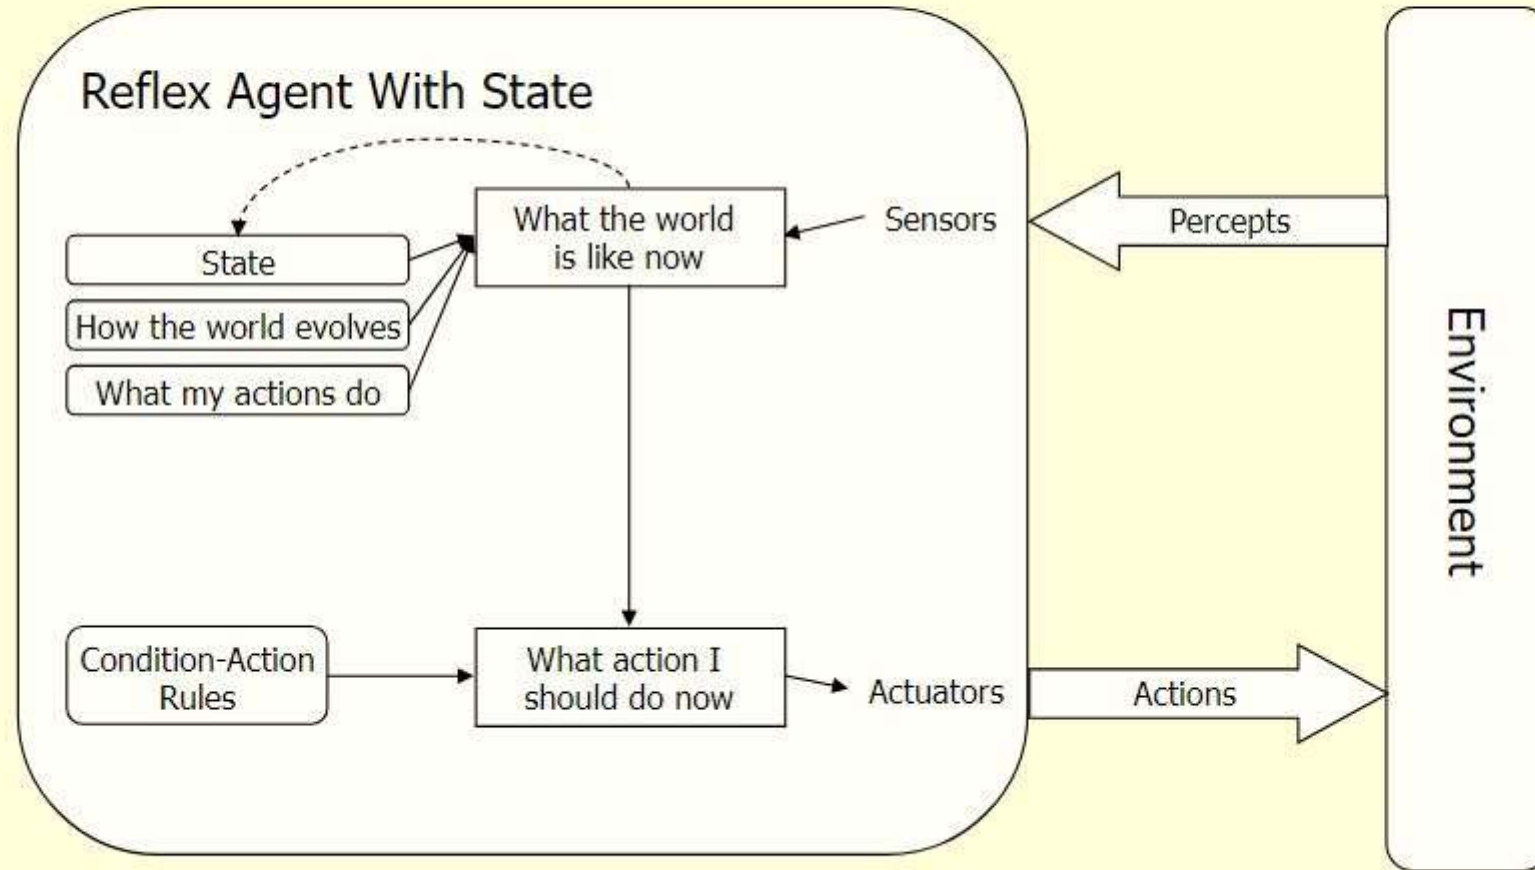 Reflex Agent With State
What the world
is like now
Sensors
Percepts
State
How the world evolves
What my actions do
Environment
Condition-Action
Rules
What action I
should do now
Actuators
Actions